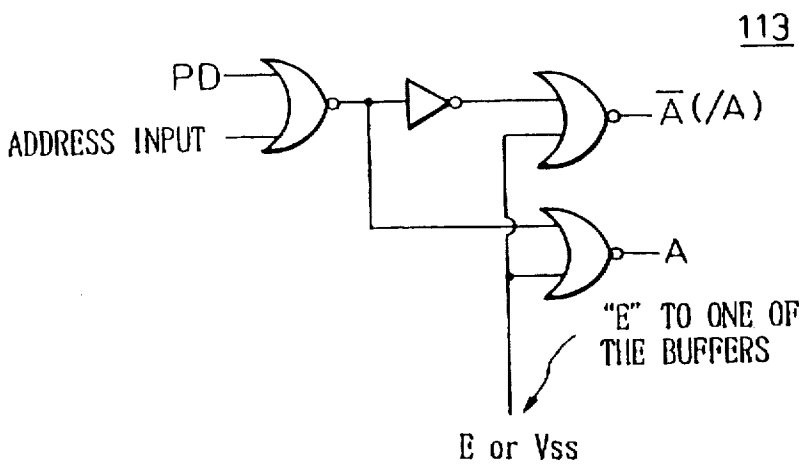 113
PD
ADDRESS INPUT
A̅(/A)
A
"E" TO ONE OF
THE BUFFERS
E or Vss